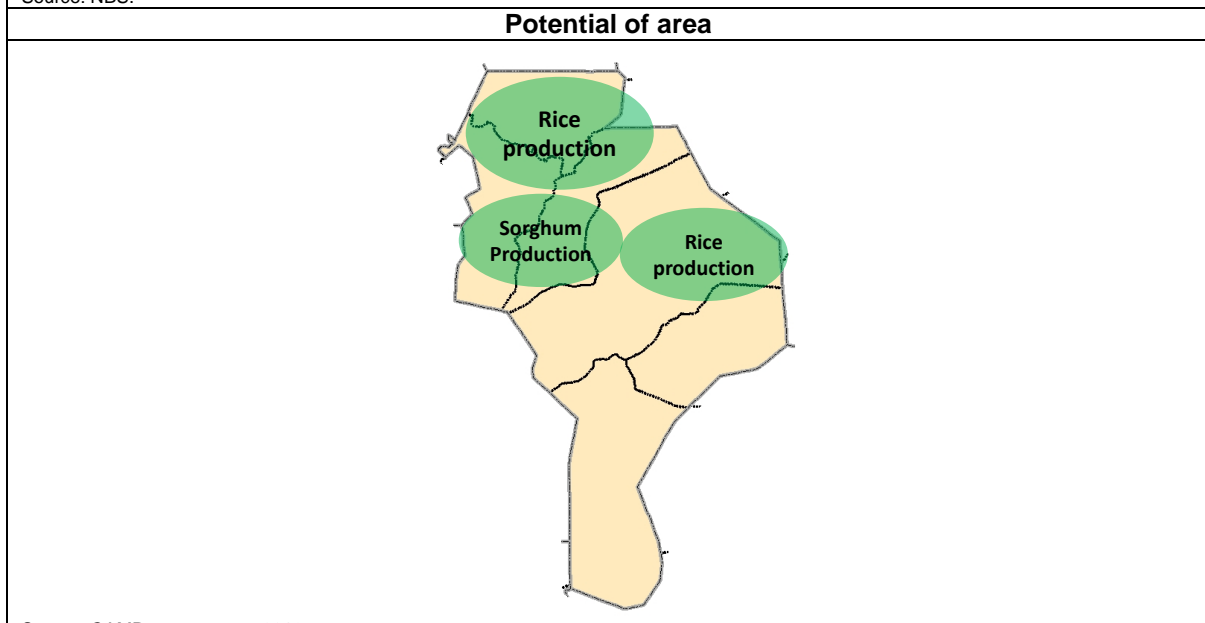 Potential of area
Rice
production
Sorghum
Production
Rice
production